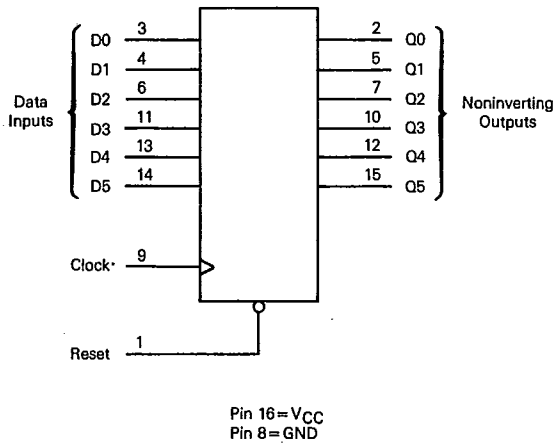 D0 3 2 Q0
D1 4 5 Q1
D2 6 7 Q2
D3 11 10 Q3
D4 13 12 Q4
D5 14 15 Q5
Data
Inputs
Noninverting
Outputs
Clock 9
Reset 1
Pin 16=VCC
Pin 8=GND